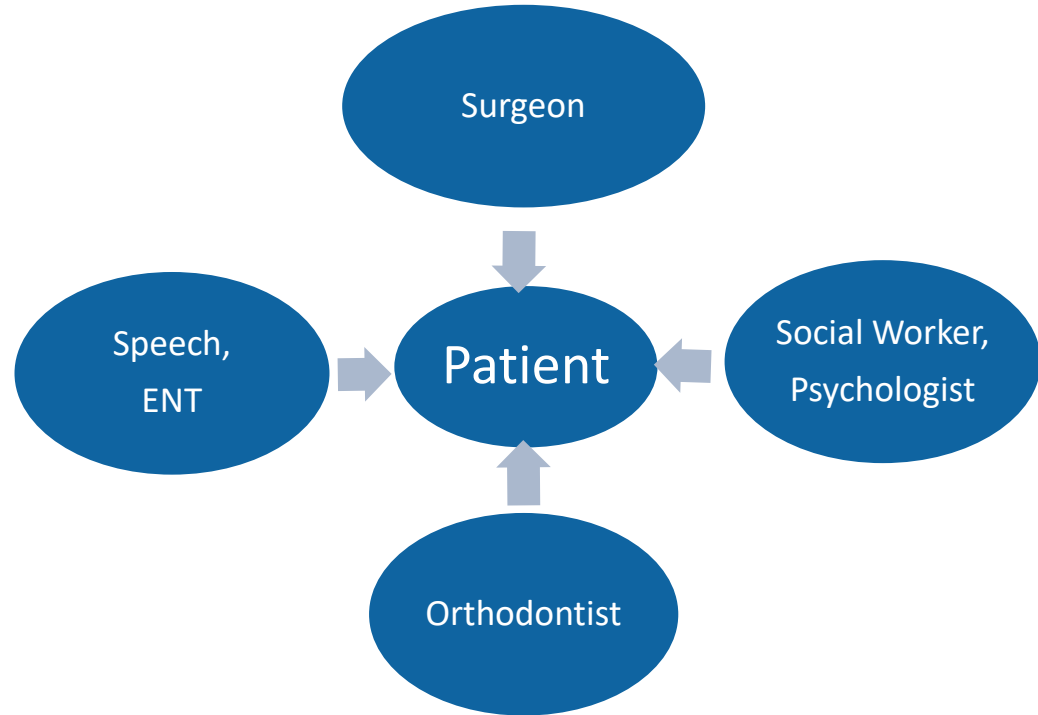 Surgeon
Speech,
ENT
Patient
Social Worker,
Psychologist
Orthodontist